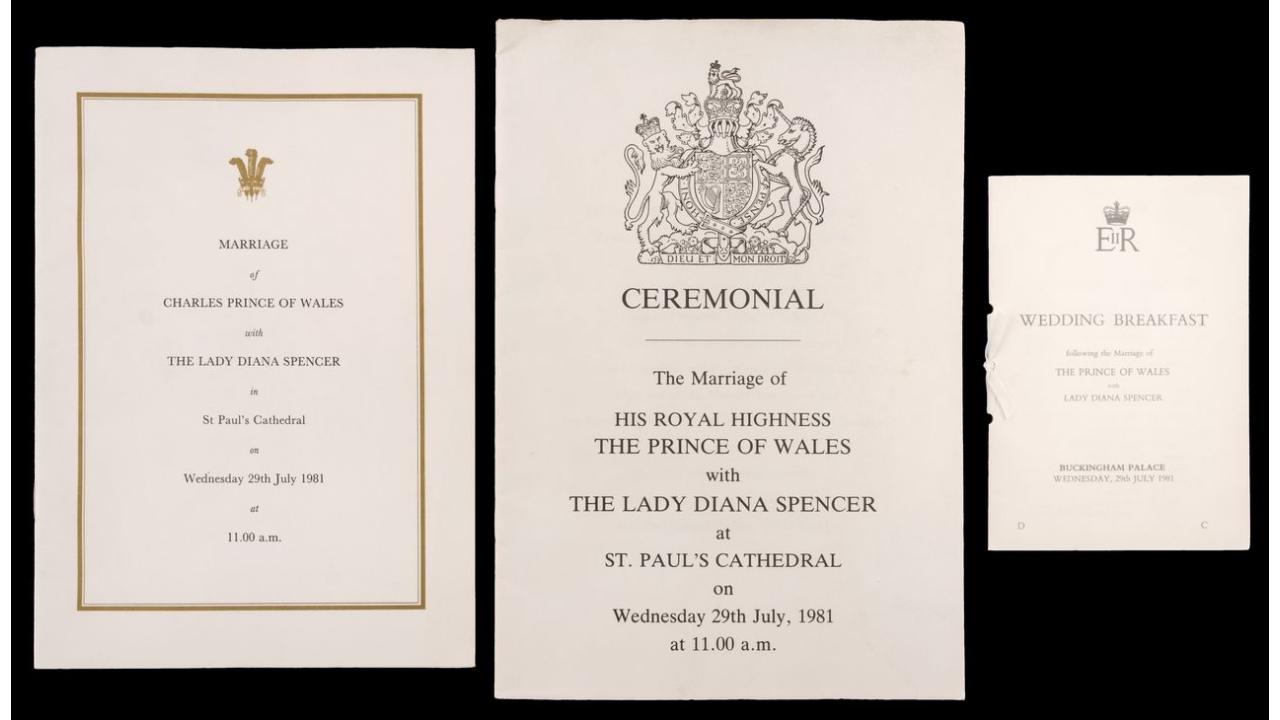 MARRIAGE
of
CHARLES PRINCE OF WALES
with
THE LADY DIANA SPENCER
in
St Paul's Cathedral
on
Wednesday 29th July 1981
at
11.00 a.m.
DIEU ET MON DROIT
CEREMONIAL
The Marriage of
HIS ROYAL HIGHNESS
THE PRINCE OF WALES
with
THE LADY DIANA SPENCER
at
ST. PAUL'S CATHEDRAL
on
Wednesday 29th July, 1981
at 11.00 a.m.
EIIR
WEDDING BREAKFAST
following the Marriage of
THE PRINCE OF WALES
with
LADY DIANA SPENCER
BUCKINGHAM PALACE
WEDNESDAY, 29th JULY 1981
D C